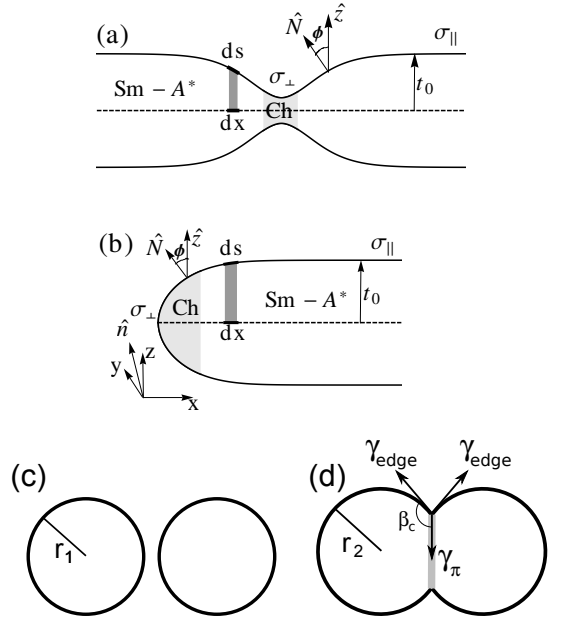 (a)
N̂ ϕ ẑ
σ∥
ds
σ⊥
Sm – A*
t₀
Ch
dx
(b)
N̂ ϕ ẑ
ds
σ∥
σ⊥
Ch
Sm – A*
t₀
n̂
dx
y z
x
(c)
(d)
γedge γedge
r₁
r₂
βc
γπ